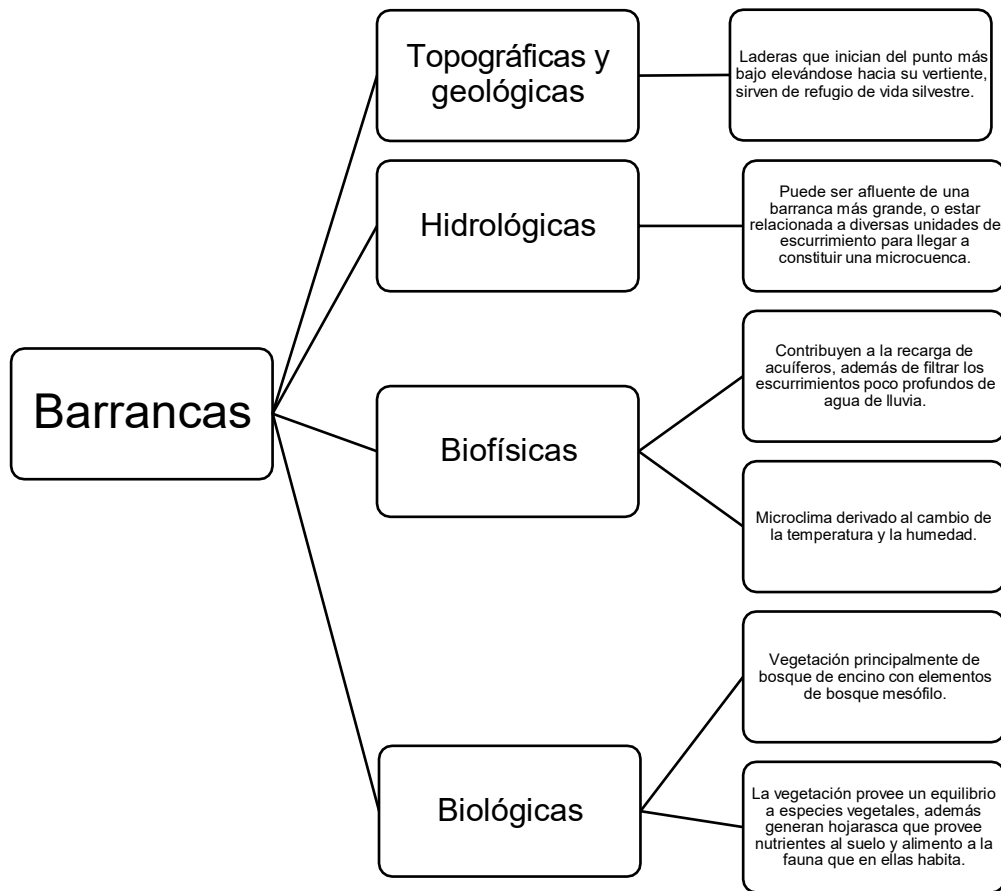 Barrancas
Topográficas y
geológicas
Laderas que inician del punto más
bajo elevándose hacia su vertiente,
sirven de refugio de vida silvestre.
Hidrológicas
Puede ser afluente de una
barranca más grande, o estar
relacionada a diversas unidades de
escurrimiento para llegar a
constituir una microcuenca.
Biofísicas
Contribuyen a la recarga de
acuíferos, además de filtrar los
escurrimientos poco profundos de
agua de lluvia.
Microclima derivado al cambio de
la temperatura y la humedad.
Biológicas
Vegetación principalmente de
bosque de encino con elementos
de bosque mesófilo.
La vegetación provee un equilibrio
a especies vegetales, además
generan hojarasca que provee
nutrientes al suelo y alimento a la
fauna que en ellas habita.